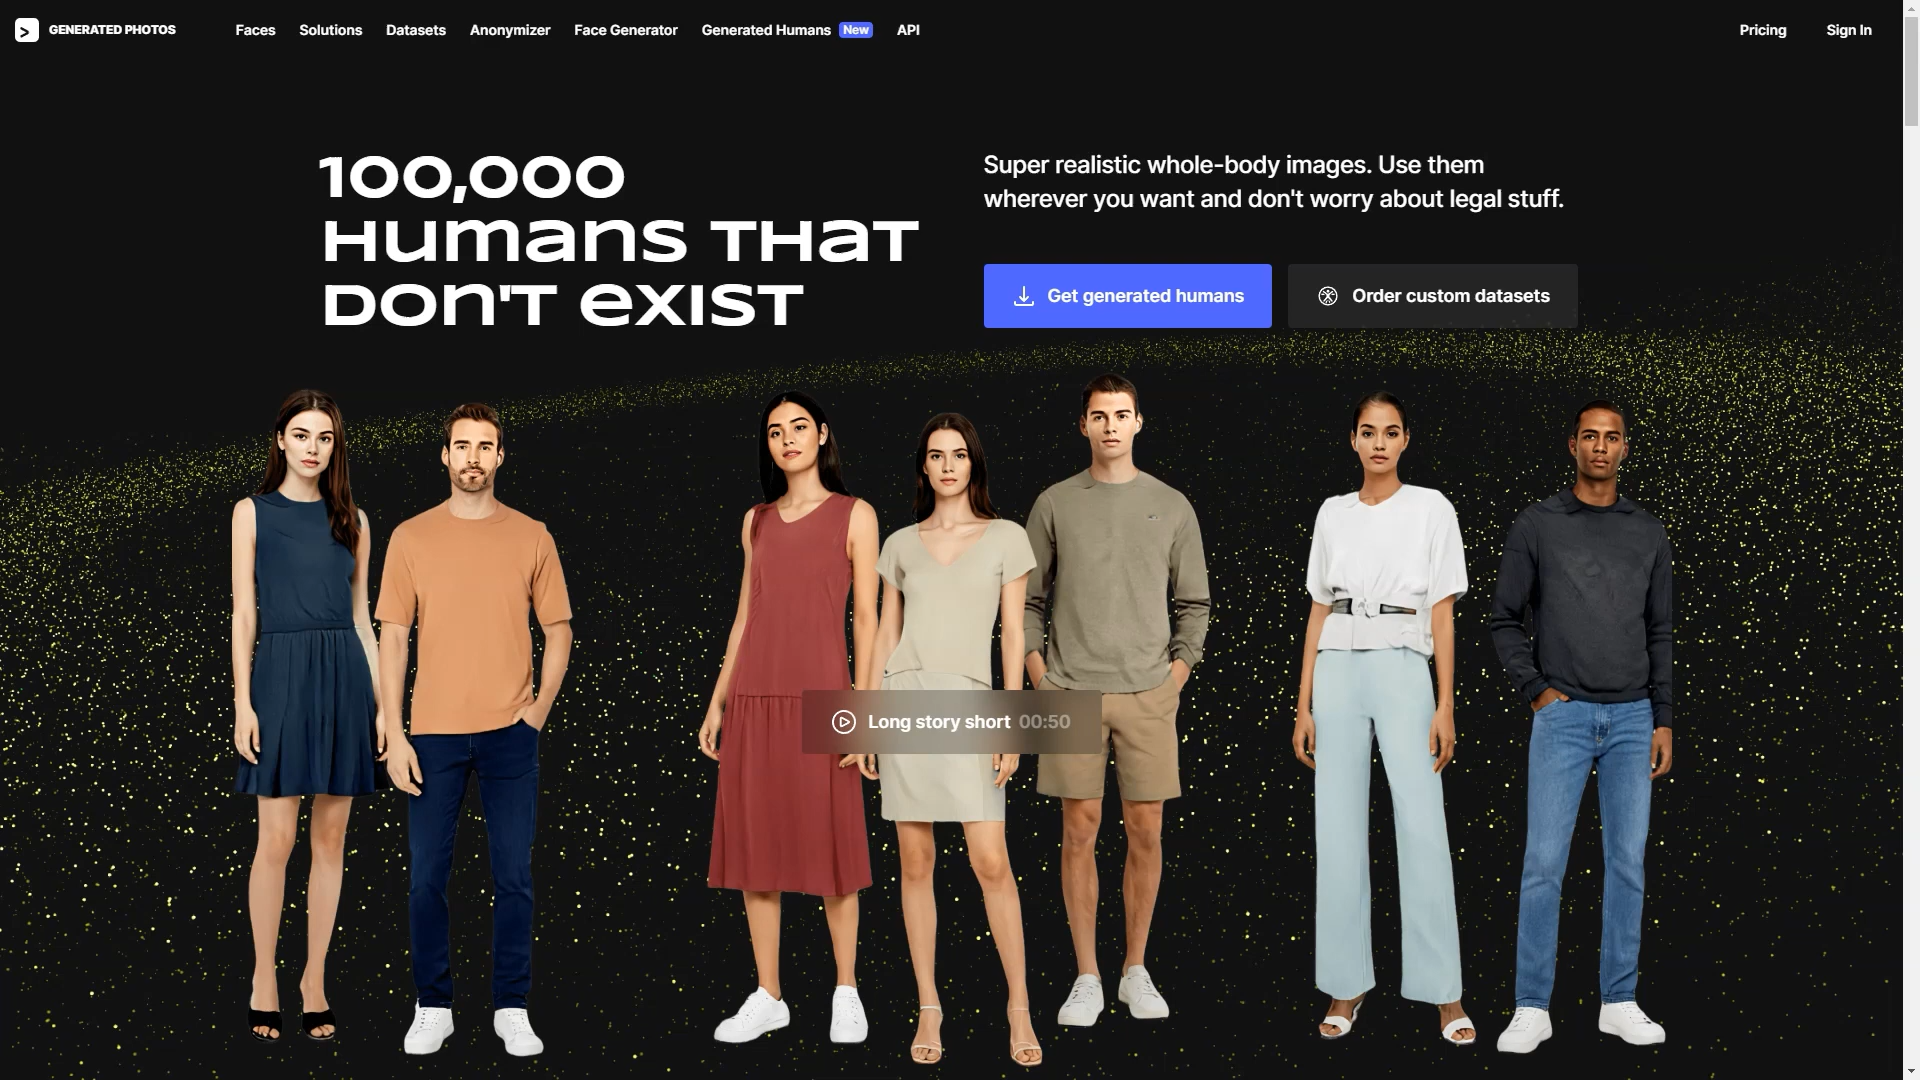 GENERATED PHOTOS
Faces
Solutions
Datasets
Anonymizer
Face Generator
Generated Humans New
API
Pricing
Sign In
100,000
Humans that
Don't Exist
Super realistic whole-body images. Use them
wherever you want and don't worry about legal stuff.
Get generated humans
Order custom datasets
Long story short 00:50